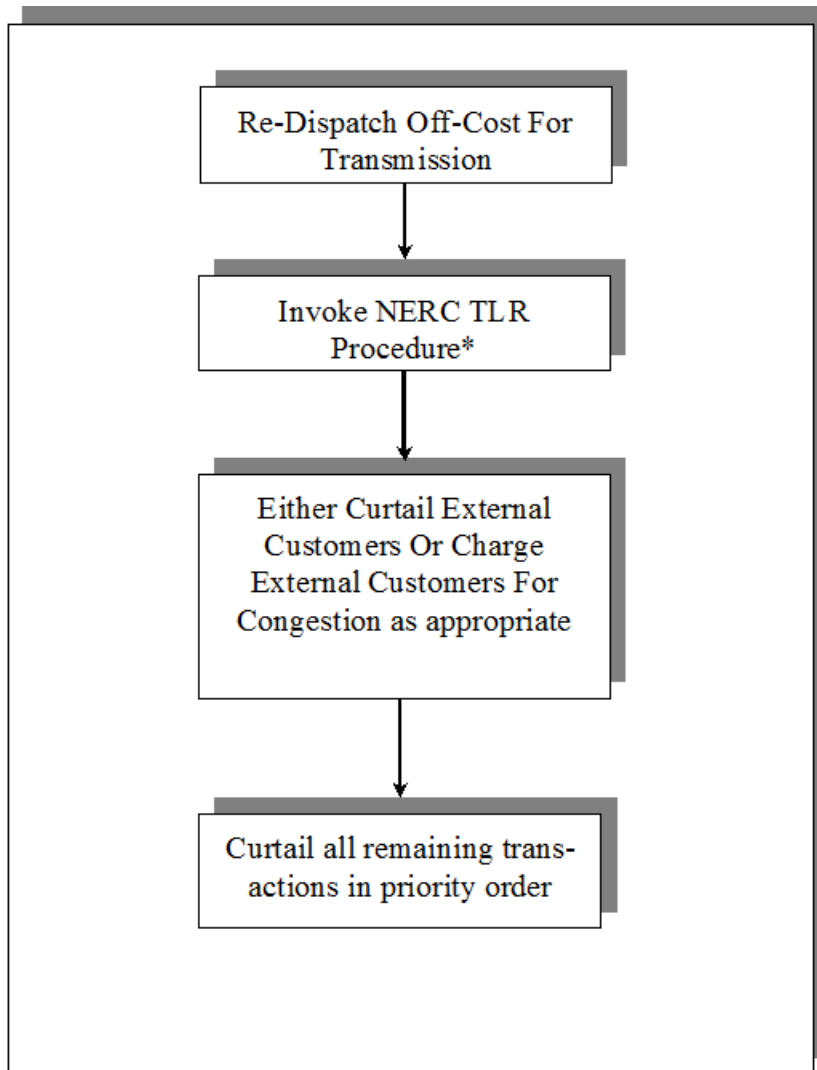 Re-Dispatch Off-Cost For
Transmission
Invoke NERC TLR
Procedure*
Either Curtail External
Customers Or Charge
External Customers For
Congestion as appropriate
Curtail all remaining trans-
actions in priority order